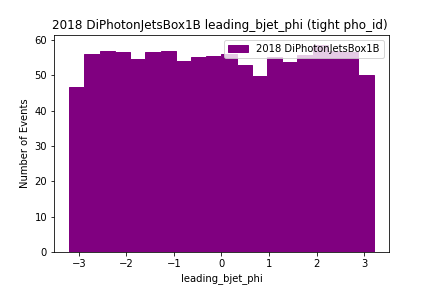 2018 DiPhotonJetsBox1B leading_bjet_phi (tight pho_id)
2018 DiPhotonJetsBox1B
60
50
40
30
20
10
0
Number of Events
−3 −2 −1 0 1 2 3
leading_bjet_phi